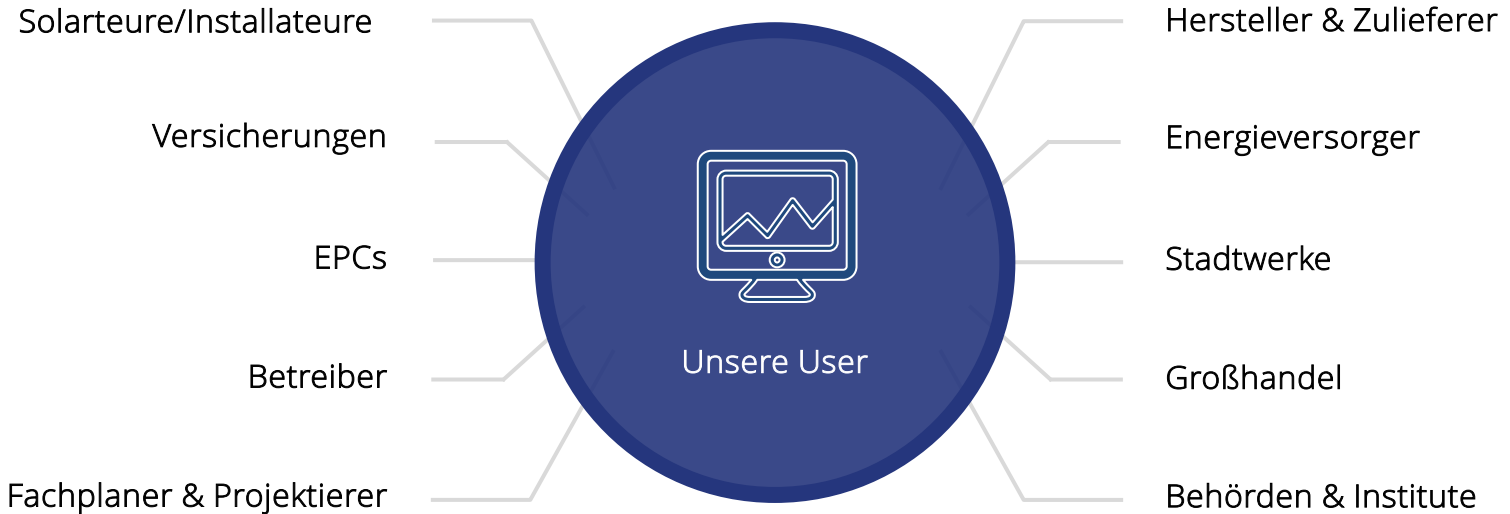 Solarteure/Installateure
Versicherungen
EPCs
Betreiber
Fachplaner & Projektierer
Unsere User
Hersteller & Zulieferer
Energieversorger
Stadtwerke
Großhandel
Behörden & Institute